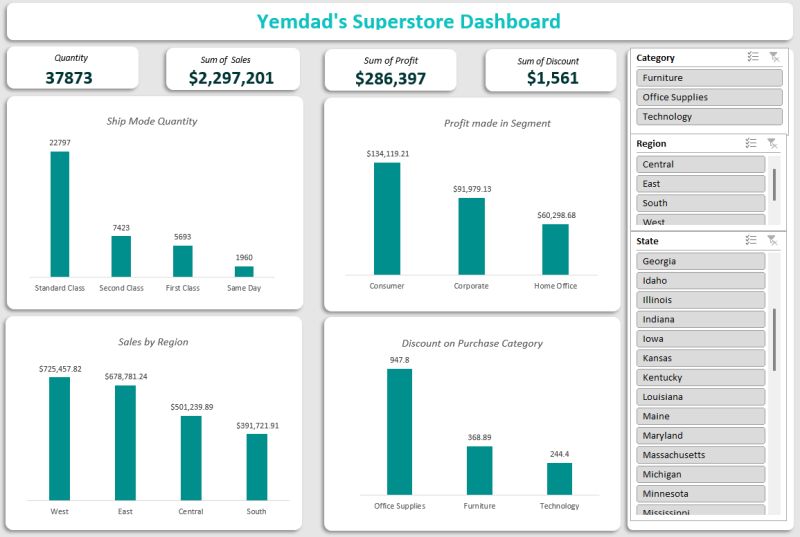 Yemdad's Superstore Dashboard
Quantity
37873
Sum of Sales
$2,297,201
Sum of Profit
$286,397
Sum of Discount
$1,561
Ship Mode Quantity
22797
7423
5693
1960
Standard Class
Second Class
First Class
Same Day
Profit made in Segment
$134,119.21
$91,979.13
$60,298.68
Consumer
Corporate
Home Office
Sales by Region
$725,457.82
$678,781.24
$501,239.89
$391,721.91
West
East
Central
South
Discount on Purchase Category
947.8
368.89
244.4
Office Supplies
Furniture
Technology
Category
Furniture
Office Supplies
Technology
Region
Central
East
South
West
State
Georgia
Idaho
Illinois
Indiana
Iowa
Kansas
Kentucky
Louisiana
Maine
Maryland
Massachusetts
Michigan
Minnesota
Mississippi